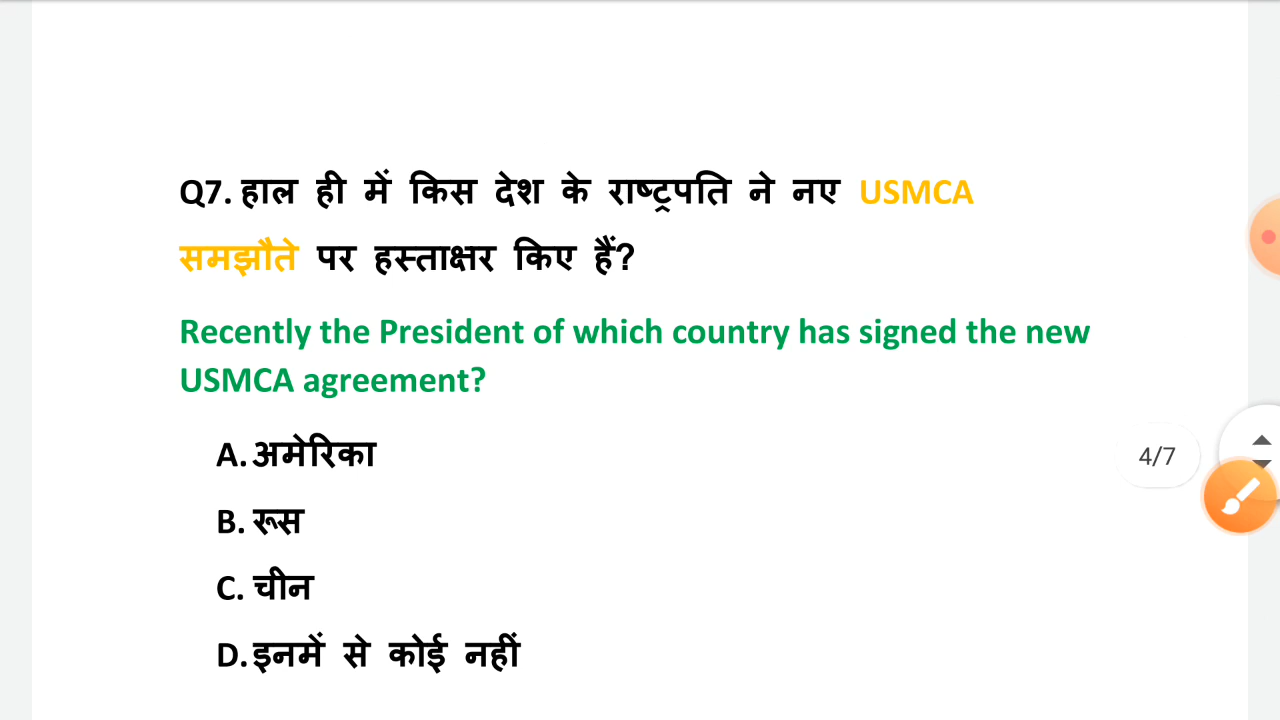 Q7. हाल ही में किस देश के राष्ट्रपति ने नए USMCA
समझौते पर हस्ताक्षर किए हैं?
Recently the President of which country has signed the new
USMCA agreement?
A. अमेरिका
B. रूस
C. चीन
D. इनमें से कोई नहीं
4/7